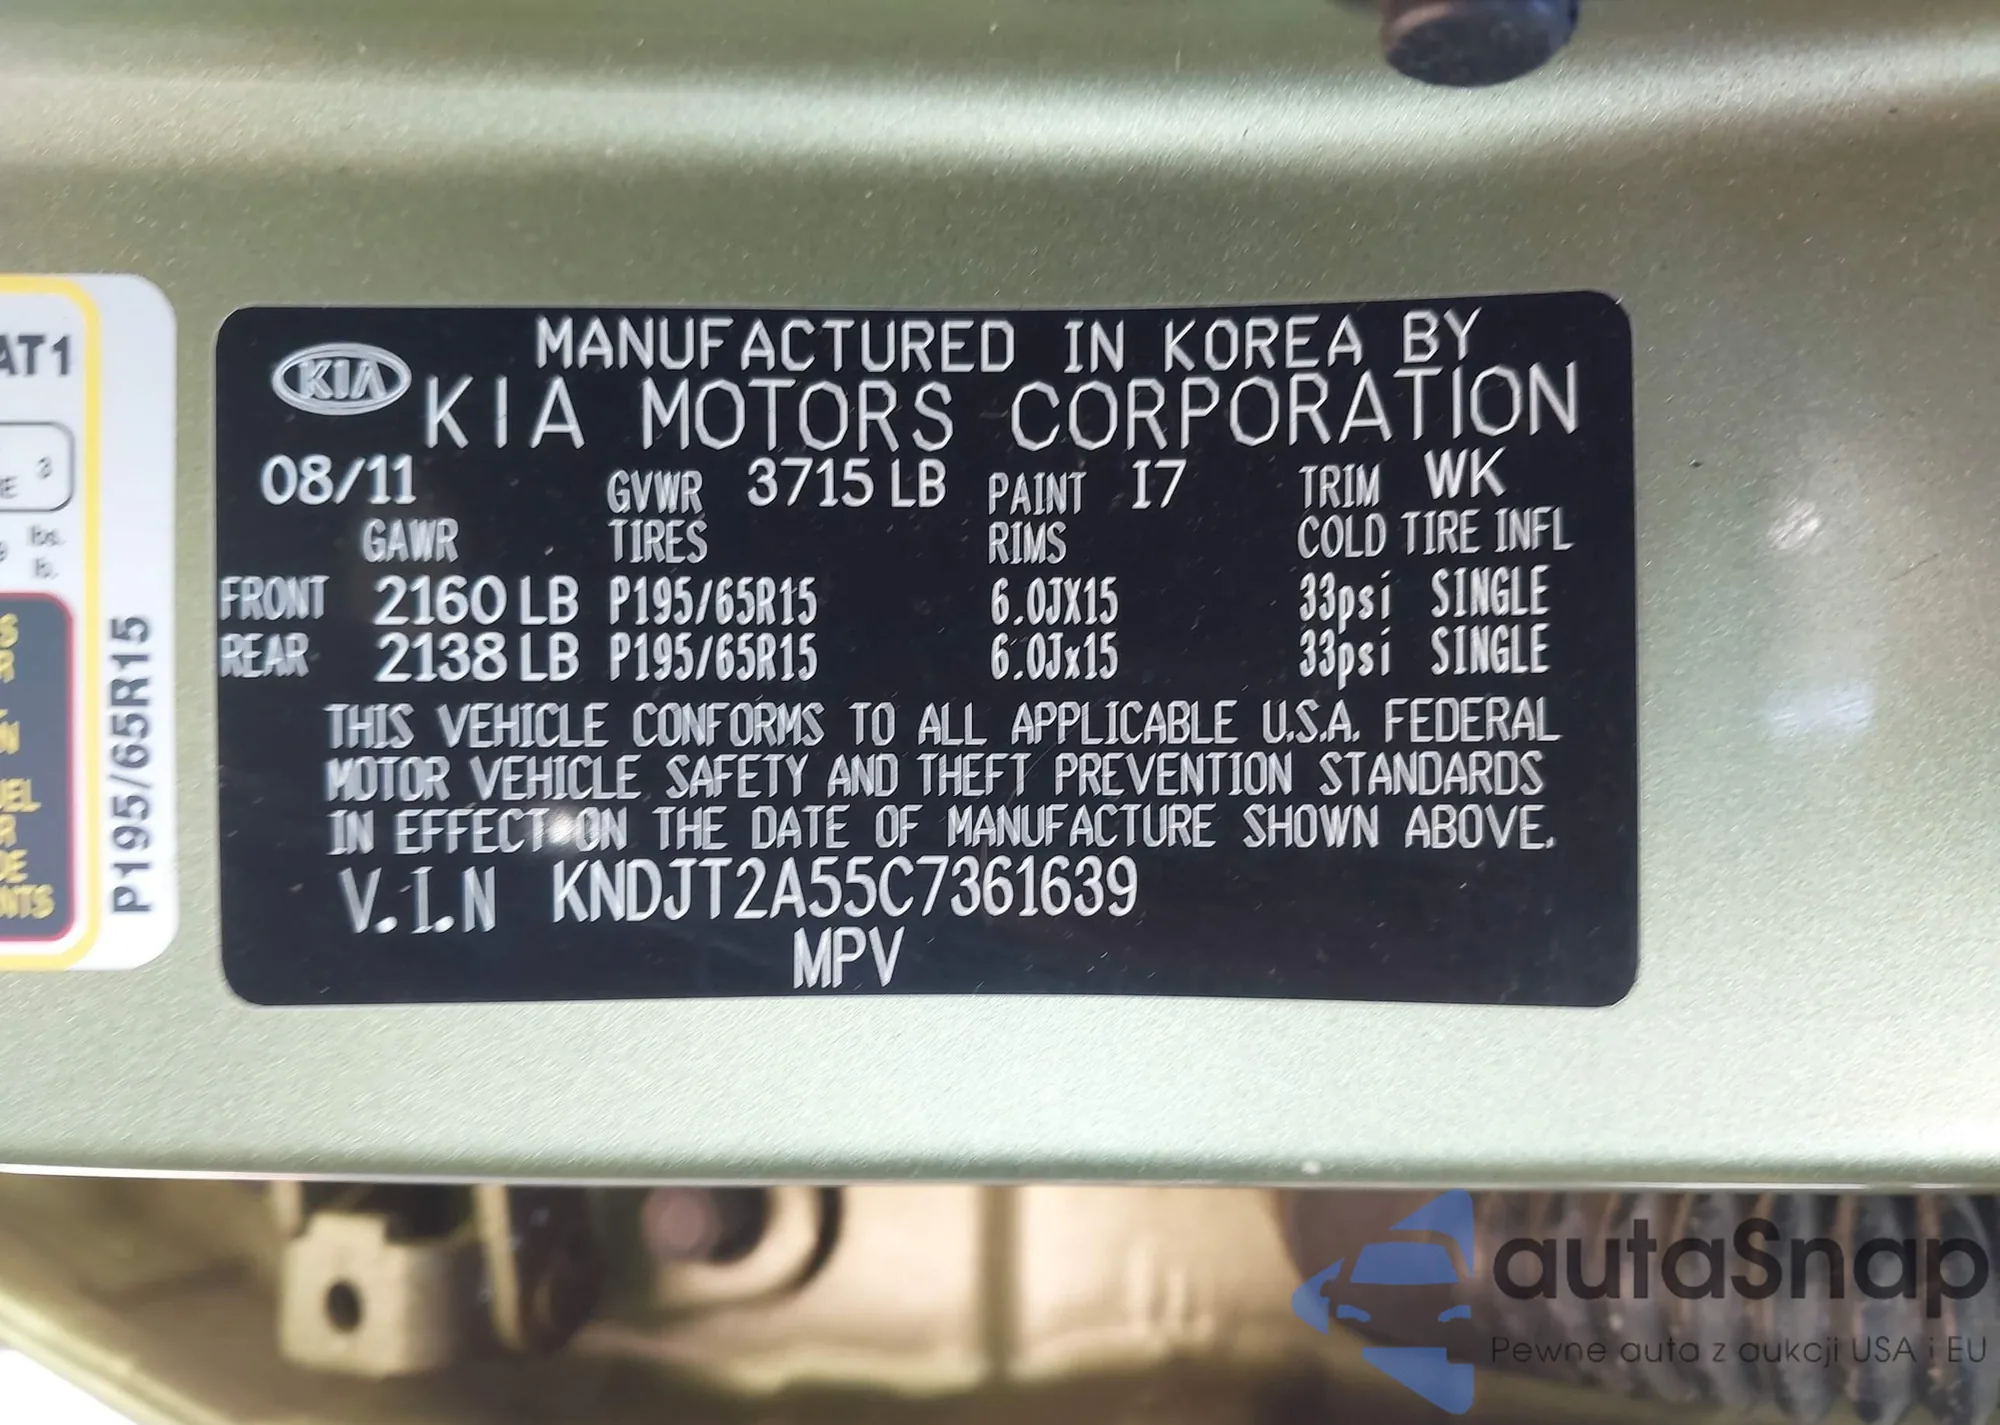 AT1
3
E
lbs.
lb.
P195/65R15
KIA
MANUFACTURED IN KOREA BY
KIA MOTORS CORPORATION
08/11 GVWR 3715 LB PAINT I7 TRIM WK
GAWR TIRES RIMS COLD TIRE INFL
FRONT 2160 LB P195/65R15 6.0JX15 33psi SINGLE
REAR 2138 LB P195/65R15 6.0Jx15 33psi SINGLE
THIS VEHICLE CONFORMS TO ALL APPLICABLE U.S.A. FEDERAL
MOTOR VEHICLE SAFETY AND THEFT PREVENTION STANDARDS
IN EFFECT ON THE DATE OF MANUFACTURE SHOWN ABOVE.
V.I.N KNDJT2A55C7361639
MPV
autaSnap
Pewne auta z aukcji USA i EU